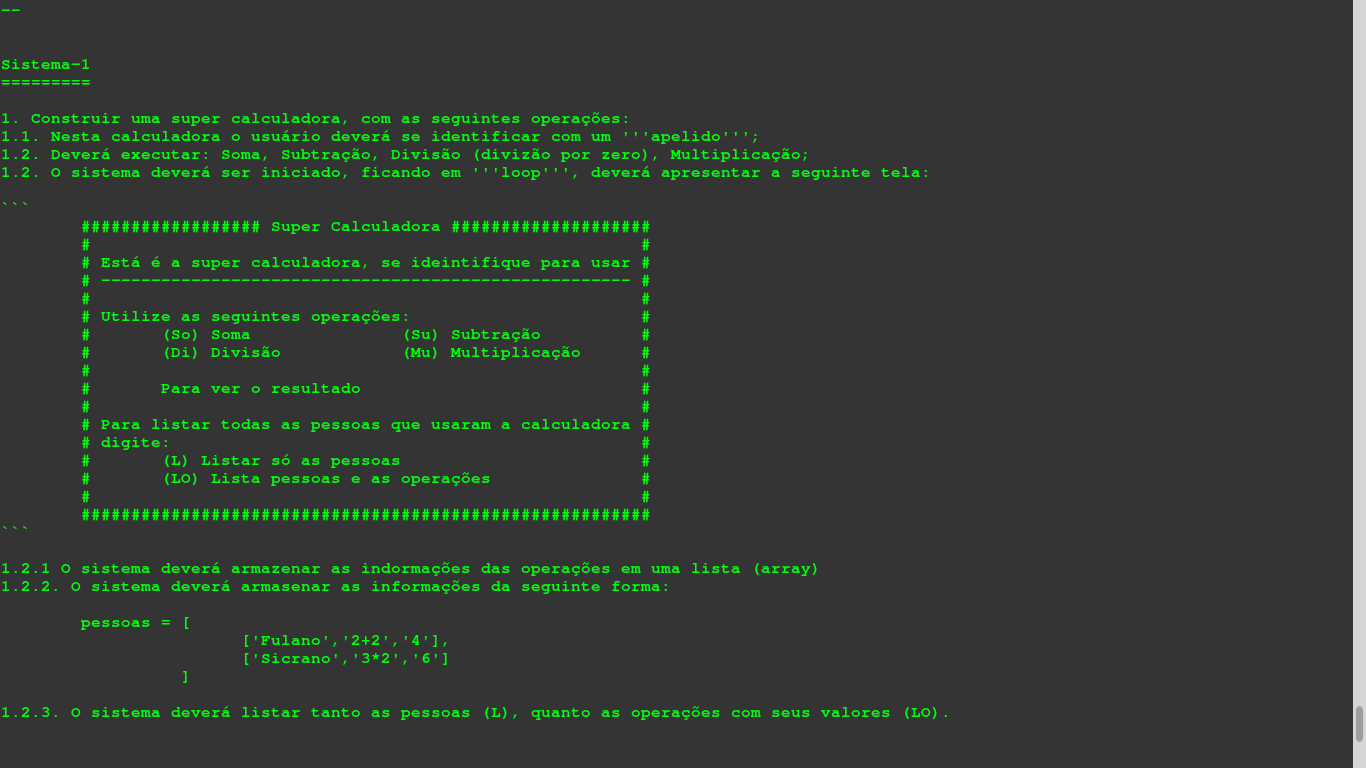 --
Sistema-1
=========
1. Construir uma super calculadora, com as seguintes operações:
1.1. Nesta calculadora o usuário deverá se identificar com um '''apelido''';
1.2. Deverá executar: Soma, Subtração, Divisão (divizão por zero), Multiplicação;
1.2. O sistema deverá ser iniciado, ficando em '''loop''', deverá apresentar a seguinte tela:
```
################## Super Calculadora ####################
#                                                       #
# Está é a super calculadora, se ideintifique para usar #
# ----------------------------------------------------- #
#                                                       #
# Utilize as seguintes operações:                       #
#       (So) Soma               (Su) Subtração          #
#       (Di) Divisão            (Mu) Multiplicação      #
#                                                       #
#       Para ver o resultado                            #
#                                                       #
# Para listar todas as pessoas que usaram a calculadora #
# digite:                                               #
#       (L) Listar só as pessoas                        #
#       (LO) Lista pessoas e as operações               #
#                                                       #
#########################################################
```
1.2.1 O sistema deverá armazenar as indormações das operações em uma lista (array)
1.2.2. O sistema deverá armasenar as informações da seguinte forma:
pessoas = [
['Fulano','2+2','4'],
['Sicrano','3*2','6']
]
1.2.3. O sistema deverá listar tanto as pessoas (L), quanto as operações com seus valores (LO).